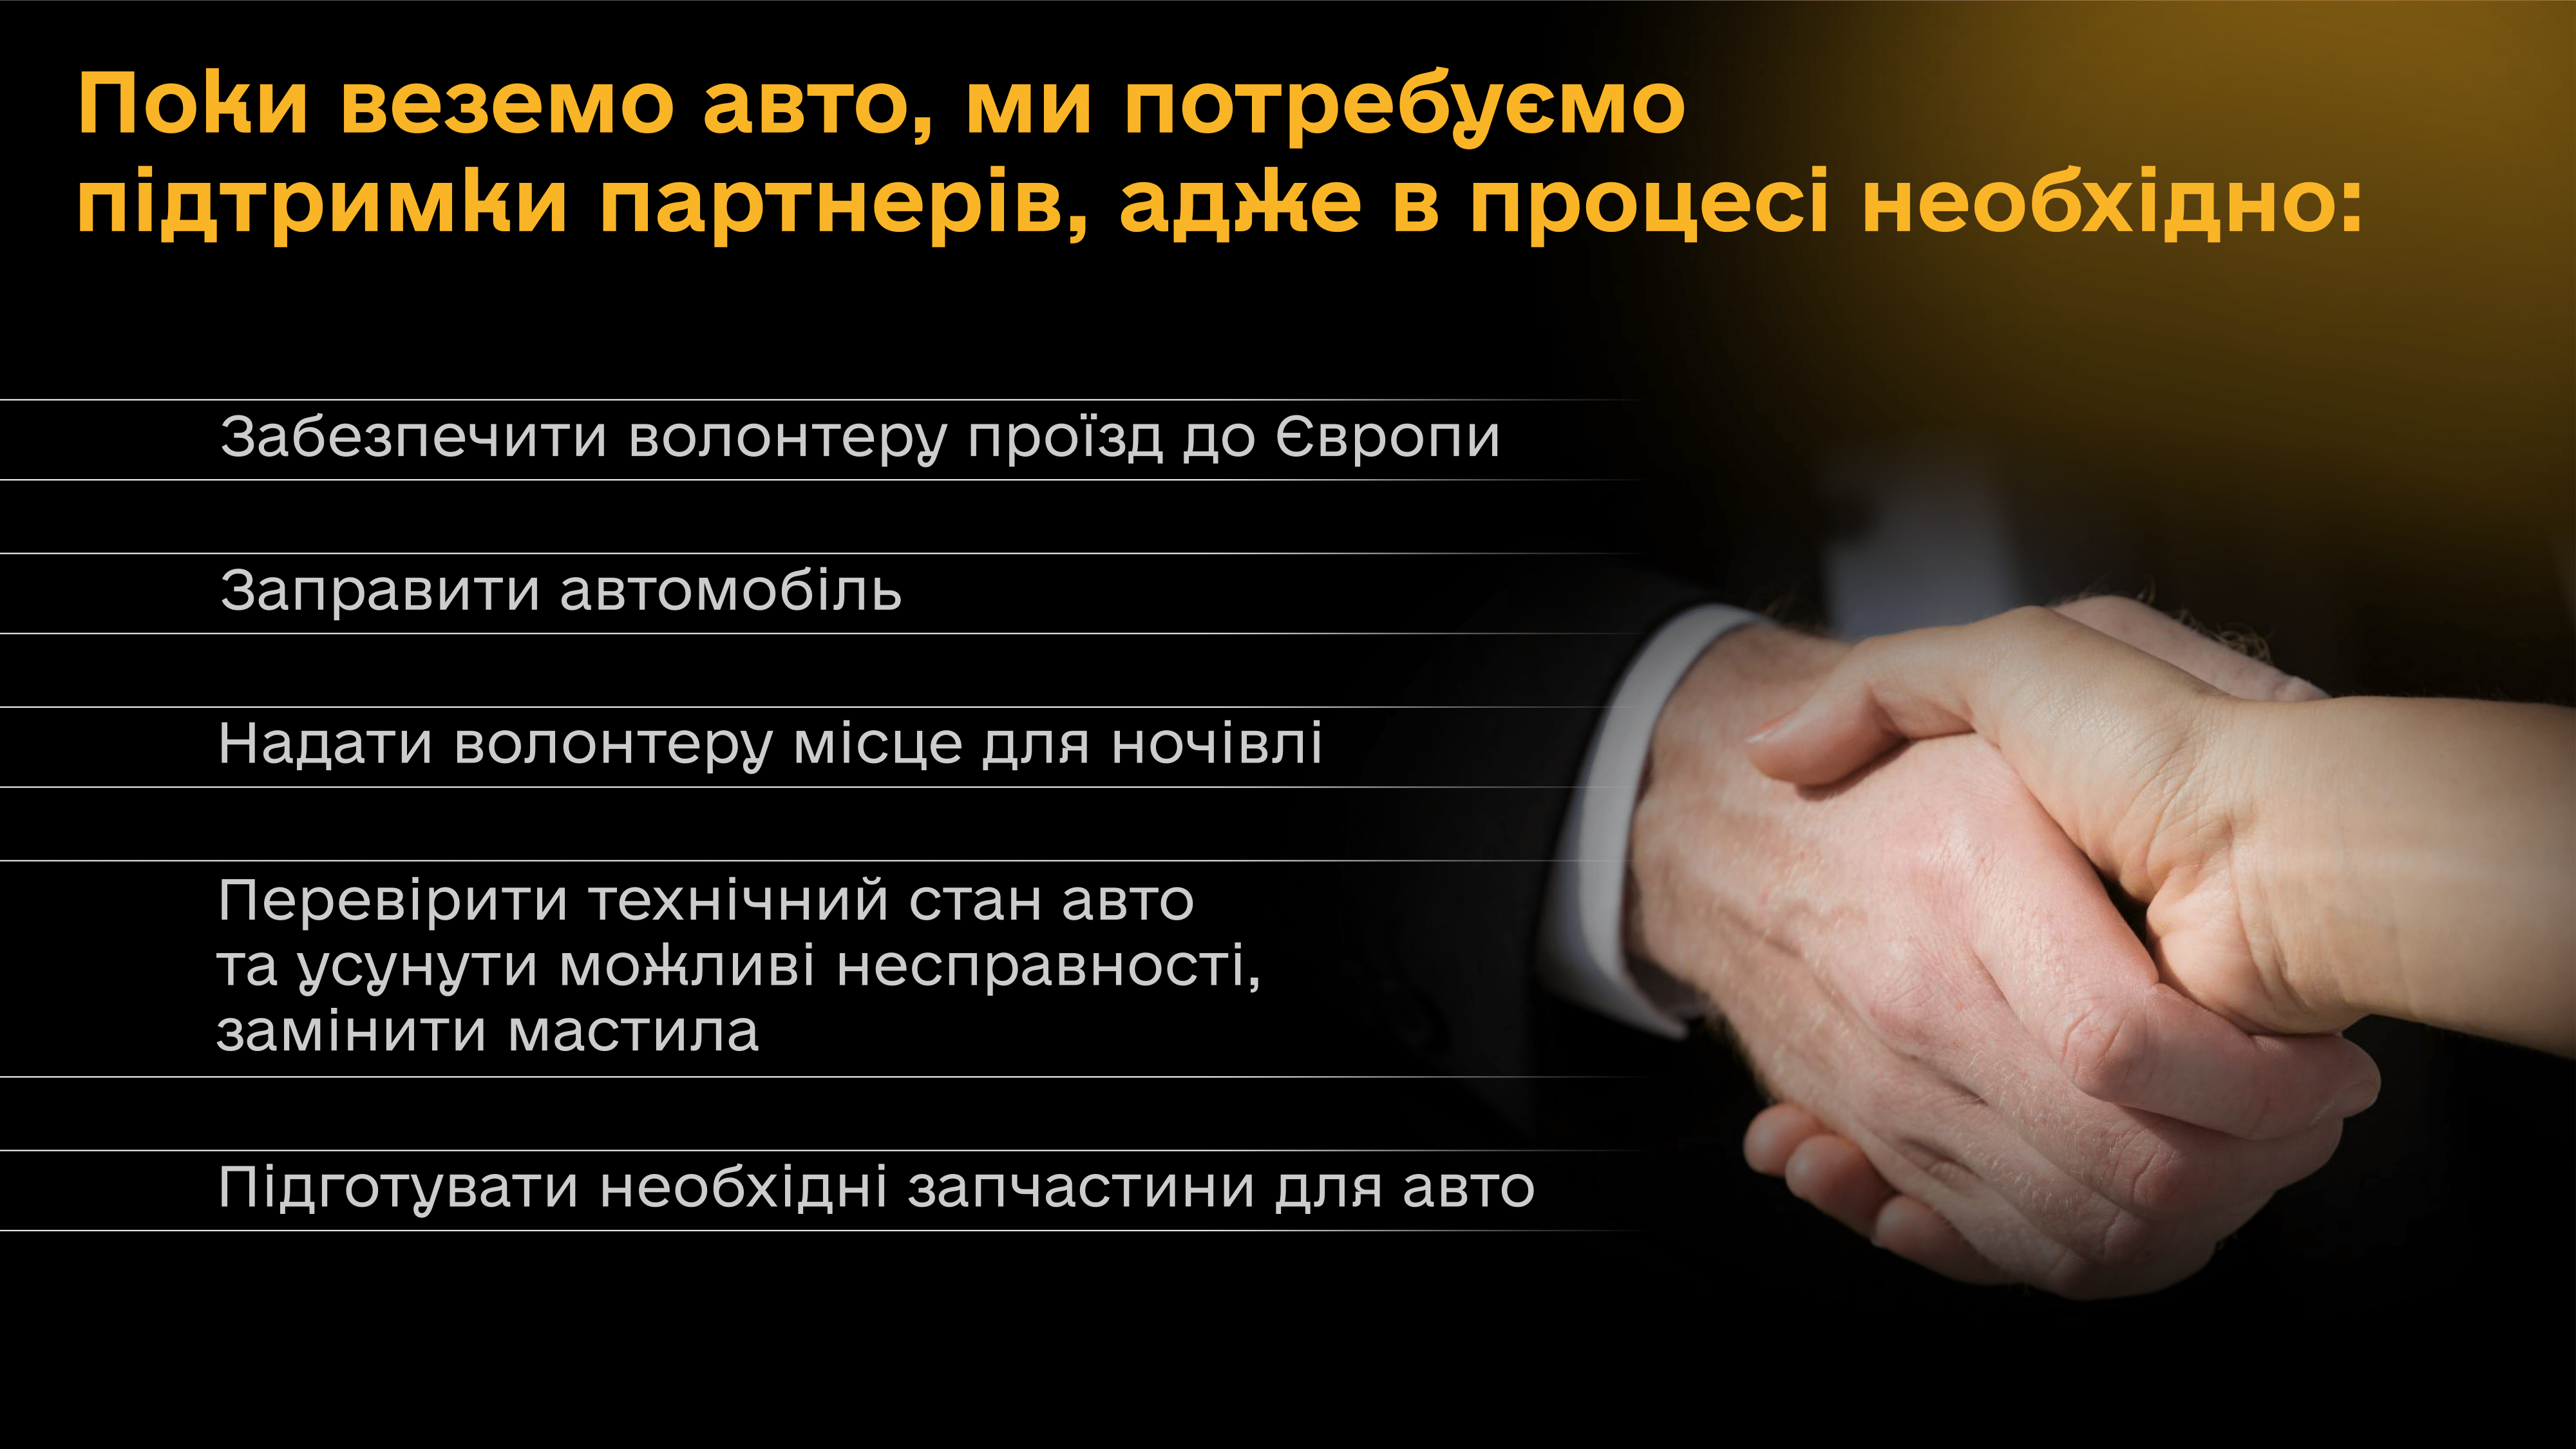 Поки веземо авто, ми потребуємо
підтримки партнерів, адже в процесі необхідно:
Забезпечити волонтеру проїзд до Європи
Заправити автомобіль
Надати волонтеру місце для ночівлі
Перевірити технічний стан авто
та усунути можливі несправності,
замінити мастила
Підготувати необхідні запчастини для авто